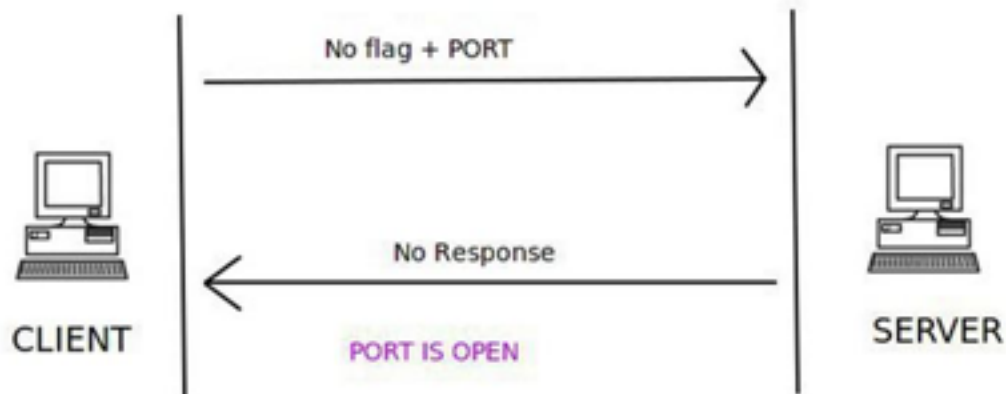 No flag + PORT
No Response
CLIENT
SERVER
PORT IS OPEN